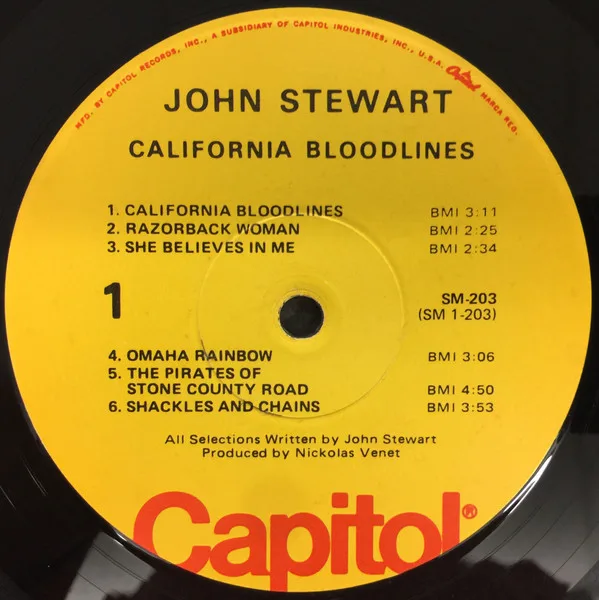 MFD. BY CAPITOL RECORDS, INC., A SUBSIDIARY OF CAPITOL INDUSTRIES, INC., U.S.A. Capitol MARCA REG.
JOHN STEWART
CALIFORNIA BLOODLINES
1. CALIFORNIA BLOODLINES BMI 3:11
2. RAZORBACK WOMAN BMI 2:25
3. SHE BELIEVES IN ME BMI 2:34
1
SM-203
(SM 1-203)
4. OMAHA RAINBOW BMI 3:06
5. THE PIRATES OF
STONE COUNTY ROAD BMI 4:50
6. SHACKLES AND CHAINS BMI 3:53
All Selections Written by John Stewart
Produced by Nickolas Venet
Capitol®